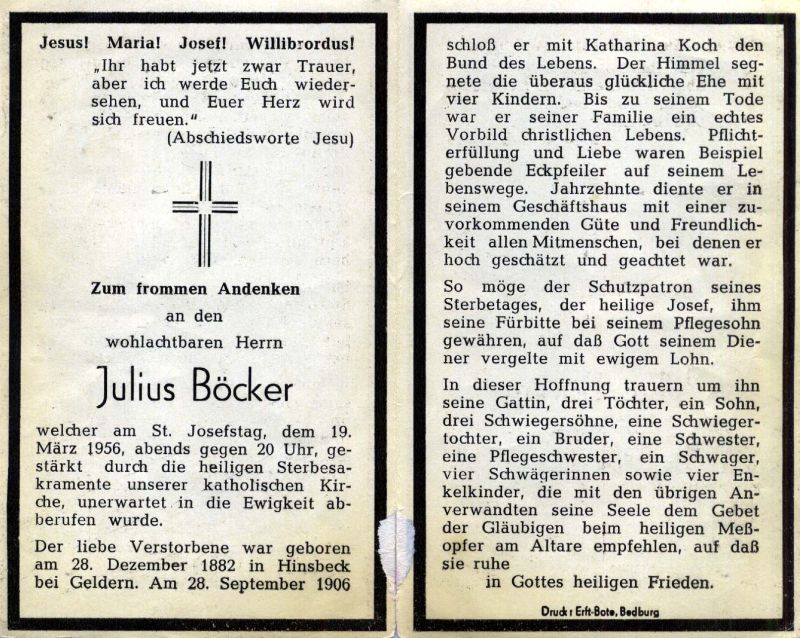 Jesus! Maria! Josef! Willibrordus!
„Ihr habt jetzt zwar Trauer,
aber ich werde Euch wieder-
sehen, und Euer Herz wird
sich freuen."
(Abschiedsworte Jesu)
Zum frommen Andenken
an den
wohlachtbaren Herrn
Julius Böcker
welcher am St. Josefstag, dem 19.
März 1956, abends gegen 20 Uhr, ge-
stärkt durch die heiligen Sterbesa-
kramente unserer katholischen Kir-
che, unerwartet in die Ewigkeit ab-
berufen wurde.
Der liebe Verstorbene war geboren
am 28. Dezember 1882 in Hinsbeck
bei Geldern. Am 28. September 1906
schloß er mit Katharina Koch den
Bund des Lebens. Der Himmel seg-
nete die überaus glückliche Ehe mit
vier Kindern. Bis zu seinem Tode
war er seiner Familie ein echtes
Vorbild christlichen Lebens. Pflicht-
erfüllung und Liebe waren Beispiel
gebende Eckpfeiler auf seinem Le-
benswege. Jahrzehnte diente er in
seinem Geschäftshaus mit einer zu-
vorkommenden Güte und Freundlich-
keit allen Mitmenschen, bei denen er
hoch geschätzt und geachtet war.
So möge der Schutzpatron seines
Sterbetages, der heilige Josef, ihm
seine Fürbitte bei seinem Pflegesohn
gewähren, auf daß Gott seinem Die-
ner vergelte mit ewigem Lohn.
In dieser Hoffnung trauern um ihn
seine Gattin, drei Töchter, ein Sohn,
drei Schwiegersöhne, eine Schwieger-
tochter, ein Bruder, eine Schwester,
eine Pflegeschwester, ein Schwager,
vier Schwägerinnen sowie vier En-
kelkinder, die mit den übrigen An-
verwandten seine Seele dem Gebet
der Gläubigen beim heiligen Meß-
opfer am Altare empfehlen, auf daß
sie ruhe
in Gottes heiligen Frieden.
Druck: Erft-Bote, Bedburg